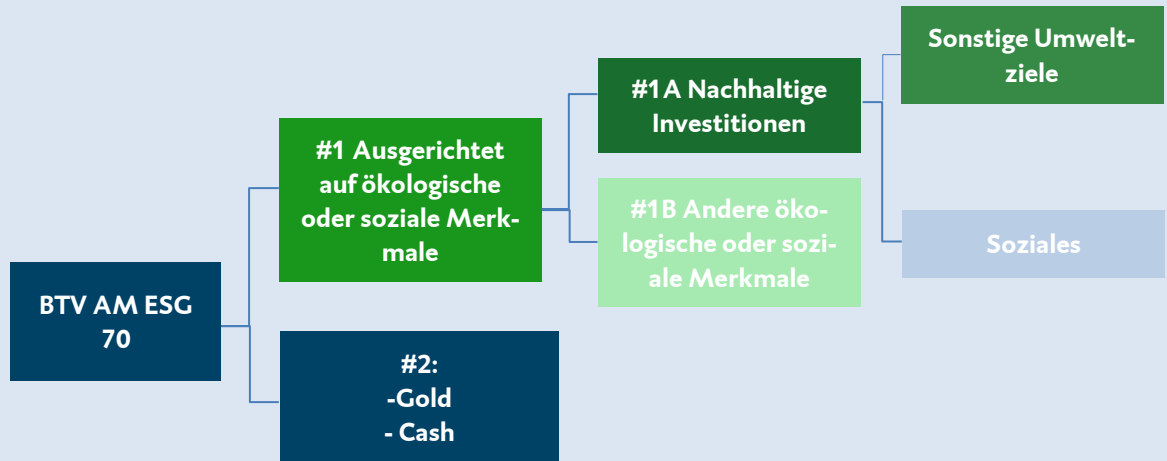 BTV AM ESG
70
#1 Ausgerichtet
auf ökologische
oder soziale Merk-
male
#2:
-Gold
- Cash
#1A Nachhaltige
Investitionen
#1B Andere öko-
logische oder sozi-
ale Merkmale
Sonstige Umwelt-
ziele
Soziales